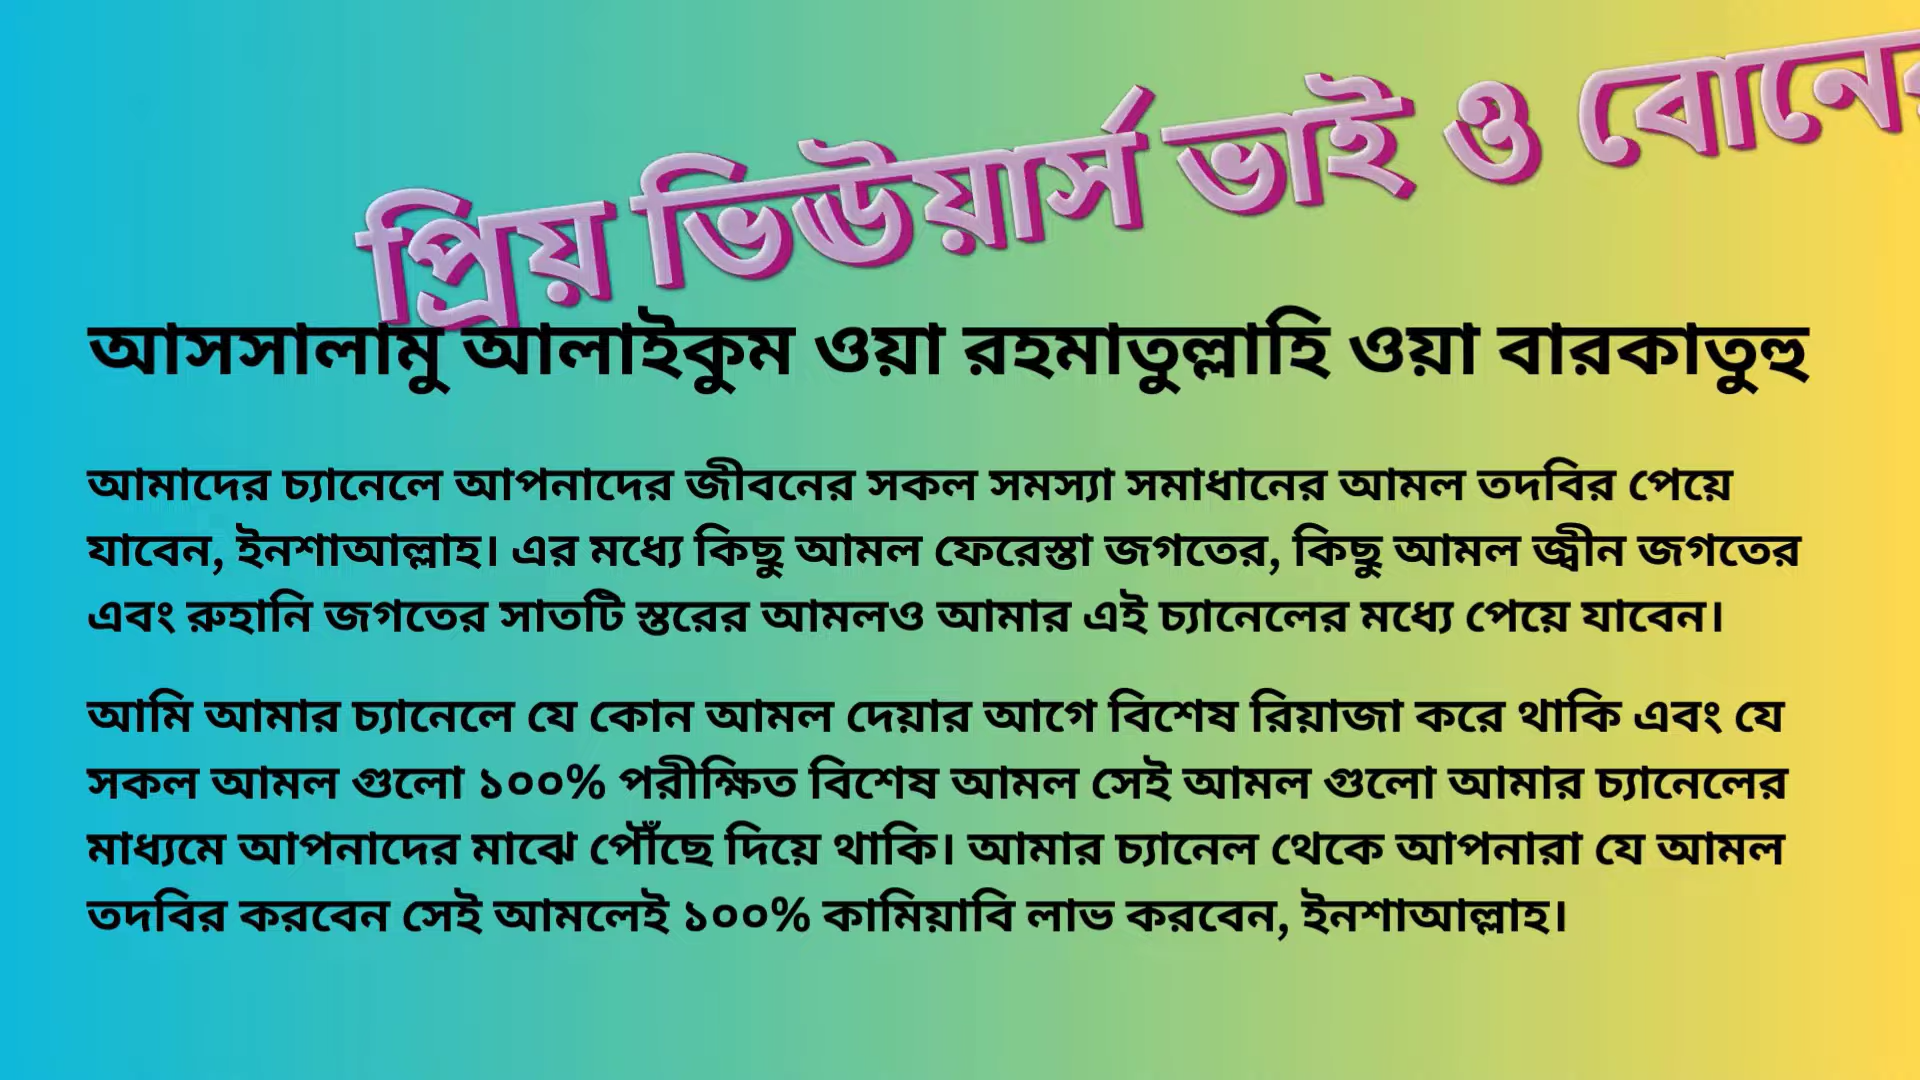 প্রিয় ভিউয়ার্স ভাই ও
আসসালামু আলাইকুম ওয়া রহমাতুল্লাহি ওয়া বারকাতুহু
আমাদের চ্যানেলে আপনাদের জীবনের সকল সমস্যা সমাধানের আমল তদবির পেয়ে
যাবেন, ইনশাআল্লাহ। এর মধ্যে কিছু আমল ফেরেস্তা জগতের, কিছু আমল জ্বীন জগতের
এবং রুহানি জগতের সাতটি স্তরের আমলও আমার এই চ্যানেলের মধ্যে পেয়ে যাবেন।
আমি আমার চ্যানেলে যে কোন আমল দেয়ার আগে বিশেষ রিয়াজা করে থাকি এবং যে
সকল আমল গুলো ১০০% পরীক্ষিত বিশেষ আমল সেই আমল গুলো আমার চ্যানেলের
মাধ্যমে আপনাদের মাঝে পৌঁছে দিয়ে থাকি। আমার চ্যানেল থেকে আপনারা যে আমল
তদবির করবেন সেই আমলেই ১০০% কামিয়াবি লাভ করবেন, ইনশাআল্লাহ।